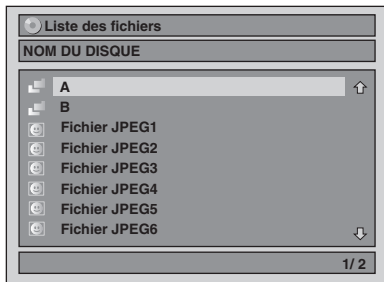 Liste des fichiers
NOM DU DISQUE
A
B
Fichier JPEG1
Fichier JPEG2
Fichier JPEG3
Fichier JPEG4
Fichier JPEG5
Fichier JPEG6
1/ 2